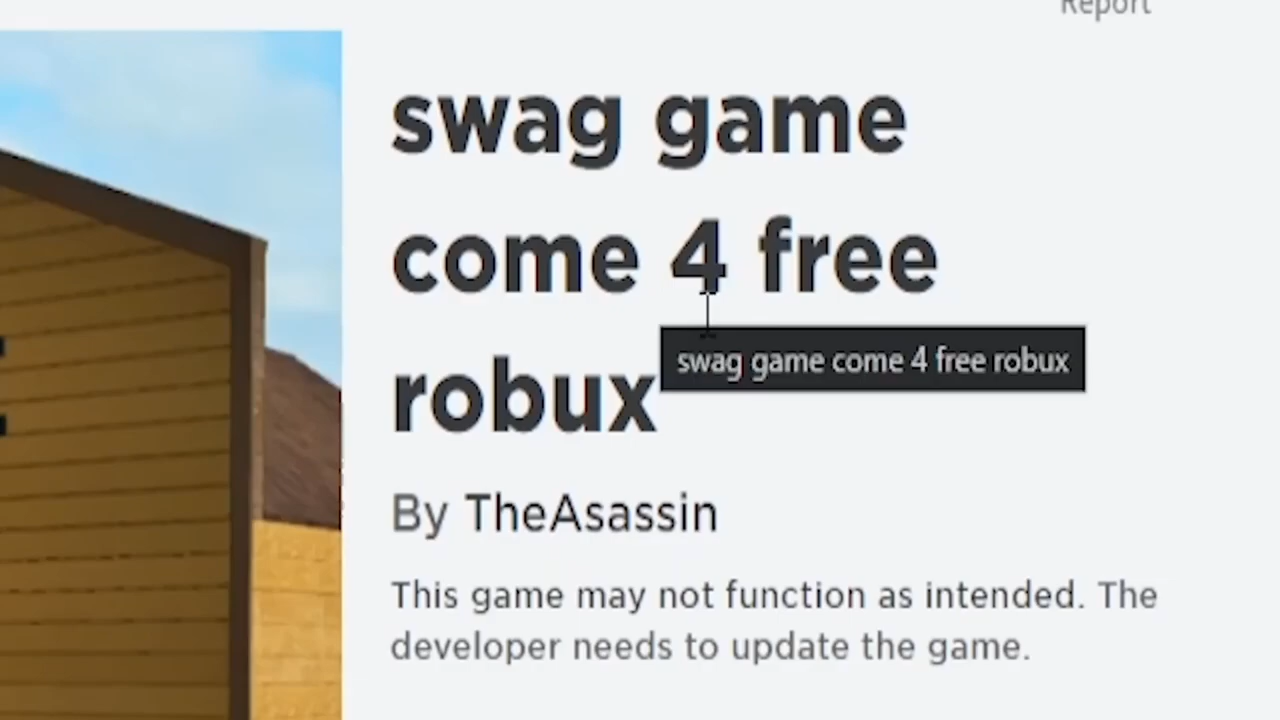 Report
swag game
come 4 free
robux
swag game come 4 free robux
By TheAsassin
This game may not function as intended. The
developer needs to update the game.